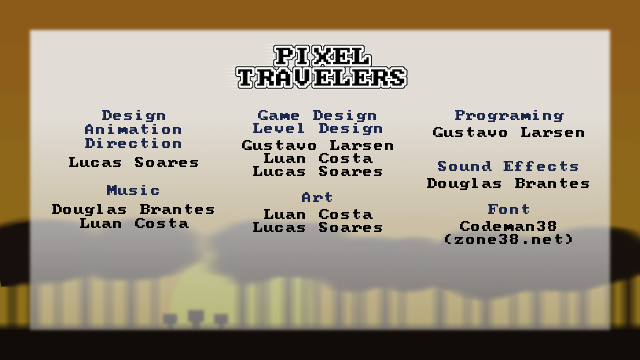 PIXEL
TRAVELERS
Design
Animation
Direction
Lucas Soares
Music
Douglas Brantes
Luan Costa
Game Design
Level Design
Gustavo Larsen
Luan Costa
Lucas Soares
Art
Luan Costa
Lucas Soares
Programing
Gustavo Larsen
Sound Effects
Douglas Brantes
Font
Codeman38
(zone38.net)